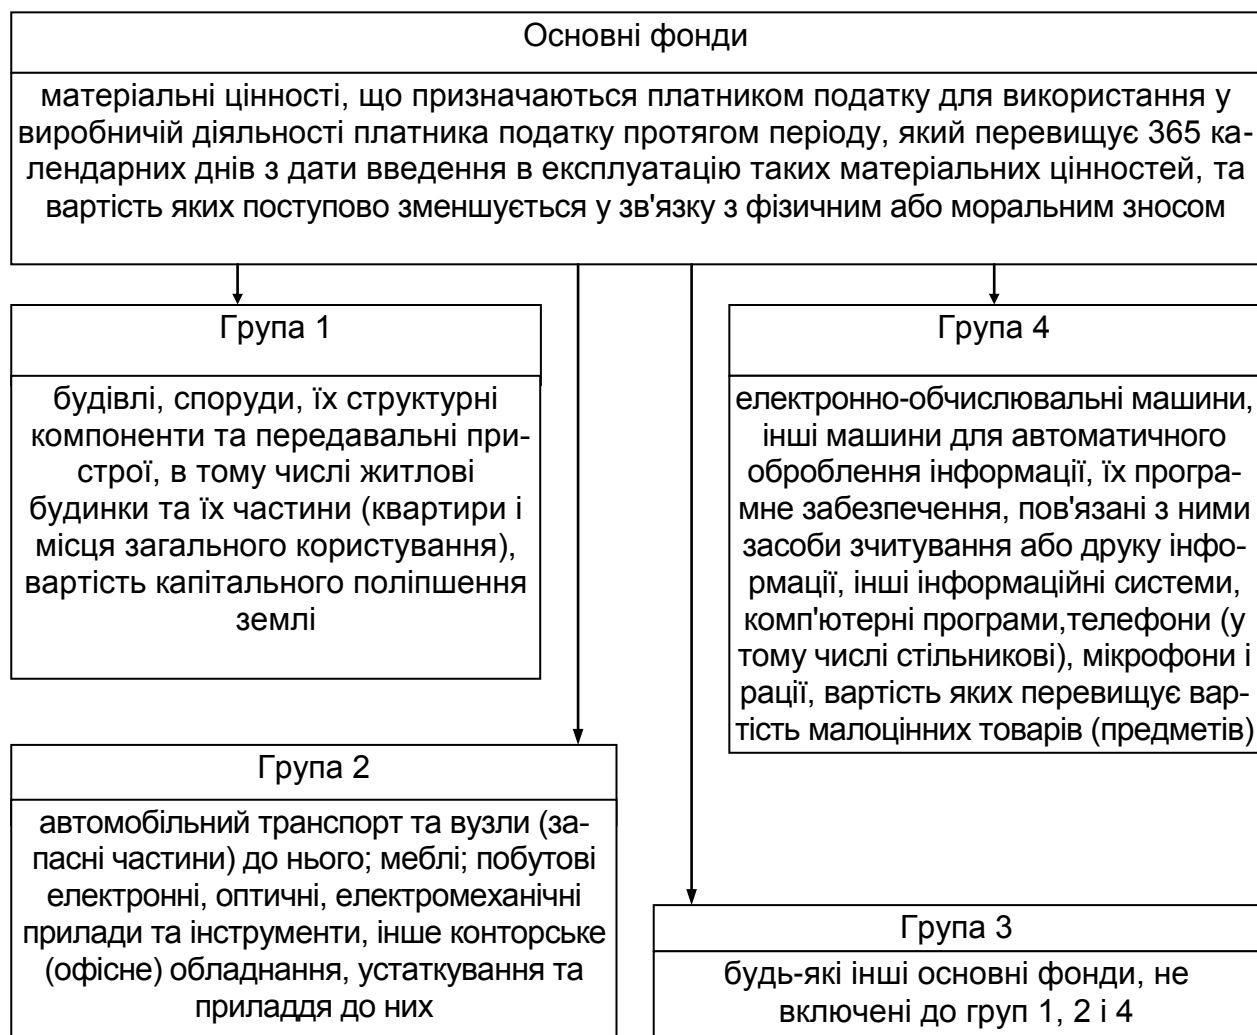 Основні фонди
матеріальні цінності, що призначаються платником податку для використання у
виробничій діяльності платника податку протягом періоду, який перевищує 365 ка-
лендарних днів з дати введення в експлуатацію таких матеріальних цінностей, та
вартість яких поступово зменшується у зв'язку з фізичним або моральним зносом
Група 1
будівлі, споруди, їх структурні
компоненти та передавальні при-
строї, в тому числі житлові
будинки та їх частини (квартири і
місця загального користування),
вартість капітального поліпшення
землі
Група 4
електронно-обчислювальні машини,
інші машини для автоматичного
оброблення інформації, їх програ-
мне забезпечення, пов'язані з ними
засоби зчитування або друку інфо-
рмації, інші інформаційні системи,
комп'ютерні програми,телефони (у
тому числі стільникові), мікрофони і
рації, вартість яких перевищує вар-
тість малоцінних товарів (предметів)
Група 2
автомобільний транспорт та вузли (за-
пасні частини) до нього; меблі; побутові
електронні, оптичні, електромеханічні
прилади та інструменти, інше конторське
(офісне) обладнання, устаткування та
приладдя до них
Група 3
будь-які інші основні фонди, не
включені до груп 1, 2 і 4